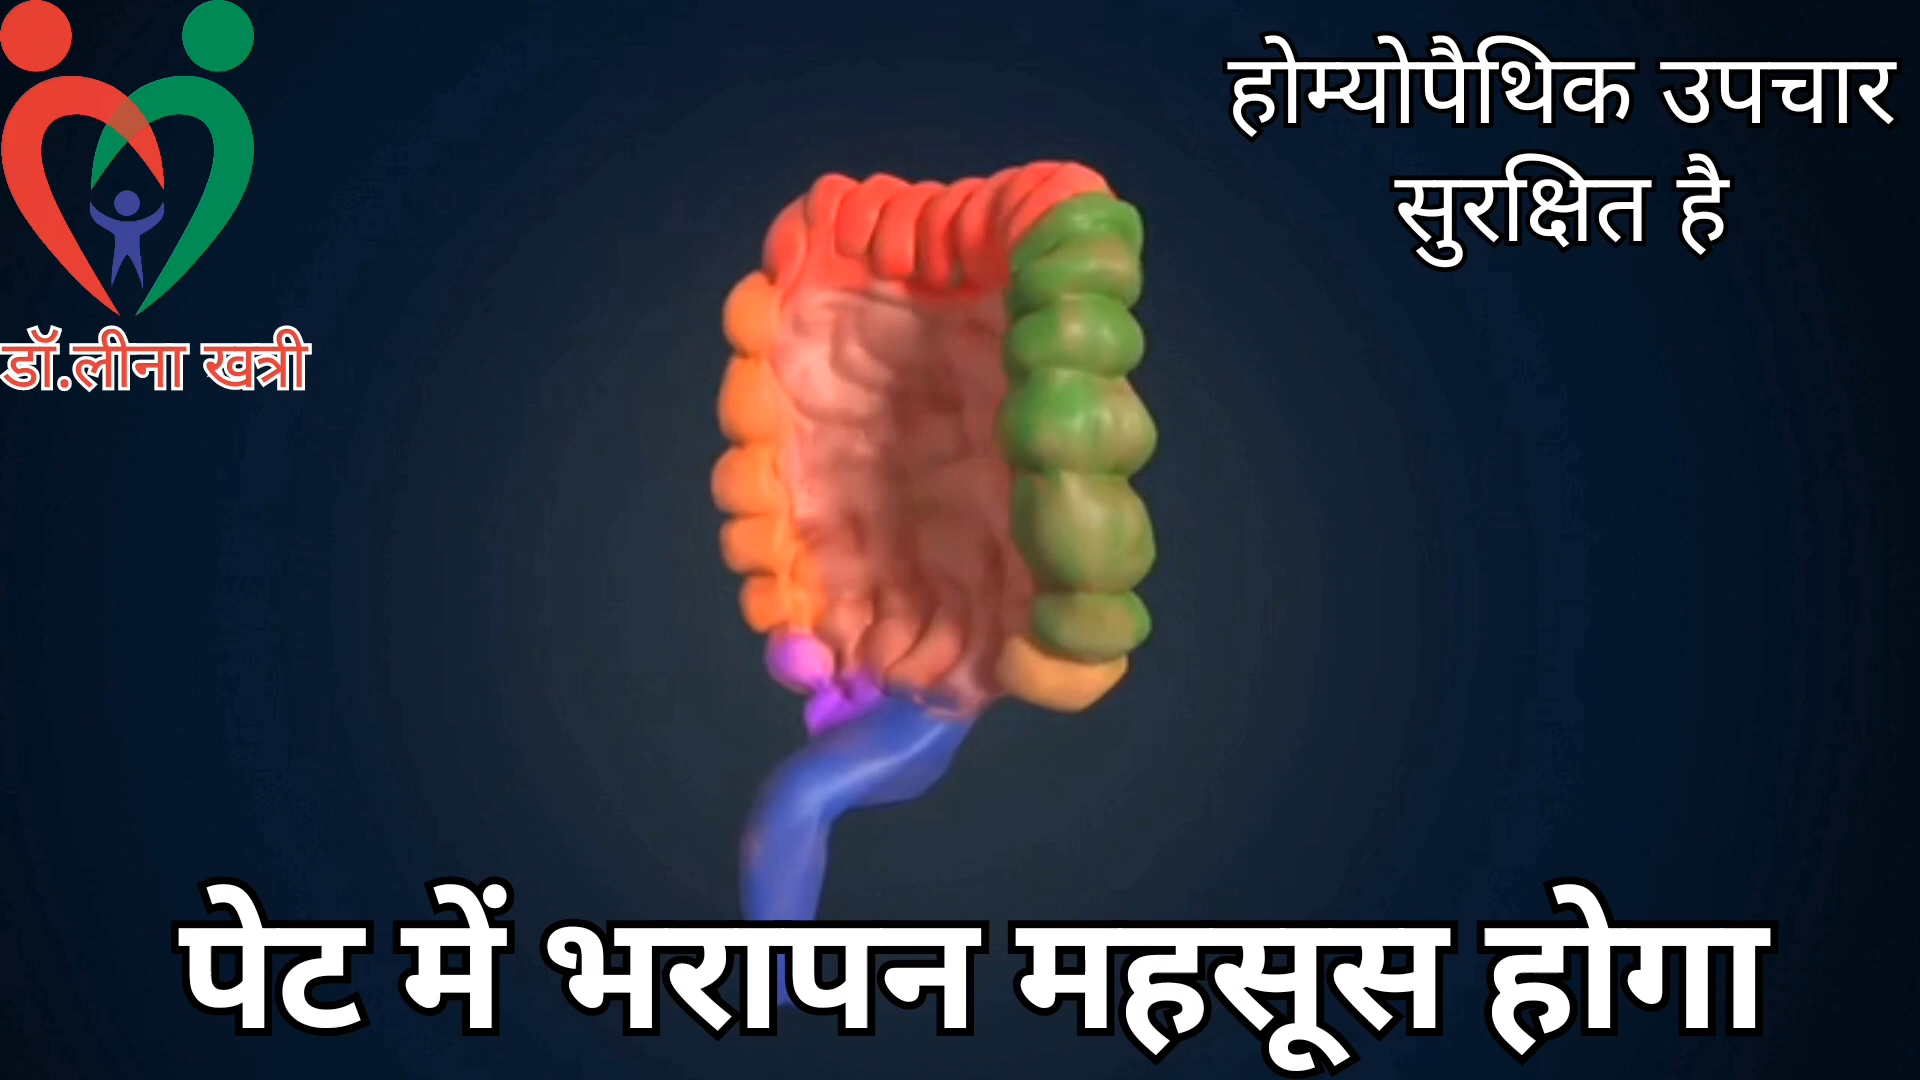 होम्योपैथिक उपचार
सुरक्षित है
डॉ.लीना खत्री
पेट में भरापन महसूस होगा